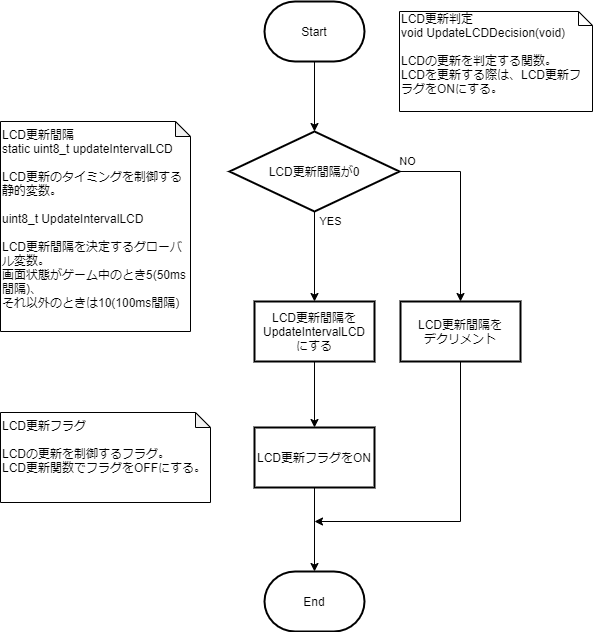 Start
LCD更新判定
void UpdateLCDDecision(void)
LCDの更新を判定する関数。
LCDを更新する際は、LCD更新フ
ラグをONにする。
LCD更新間隔
static uint8_t updateIntervalLCD
LCD更新のタイミングを制御する
静的変数。
uint8_t UpdateIntervalLCD
LCD更新間隔を決定するグローバ
ル変数。
画面状態がゲーム中のとき5(50ms
間隔)、
それ以外のときは10(100ms間隔)
LCD更新間隔が0
NO
YES
LCD更新間隔を
UpdateIntervalLCD
にする
LCD更新間隔を
デクリメント
LCD更新フラグ
LCDの更新を制御するフラグ。
LCD更新関数でフラグをOFFにする。
LCD更新フラグをON
End